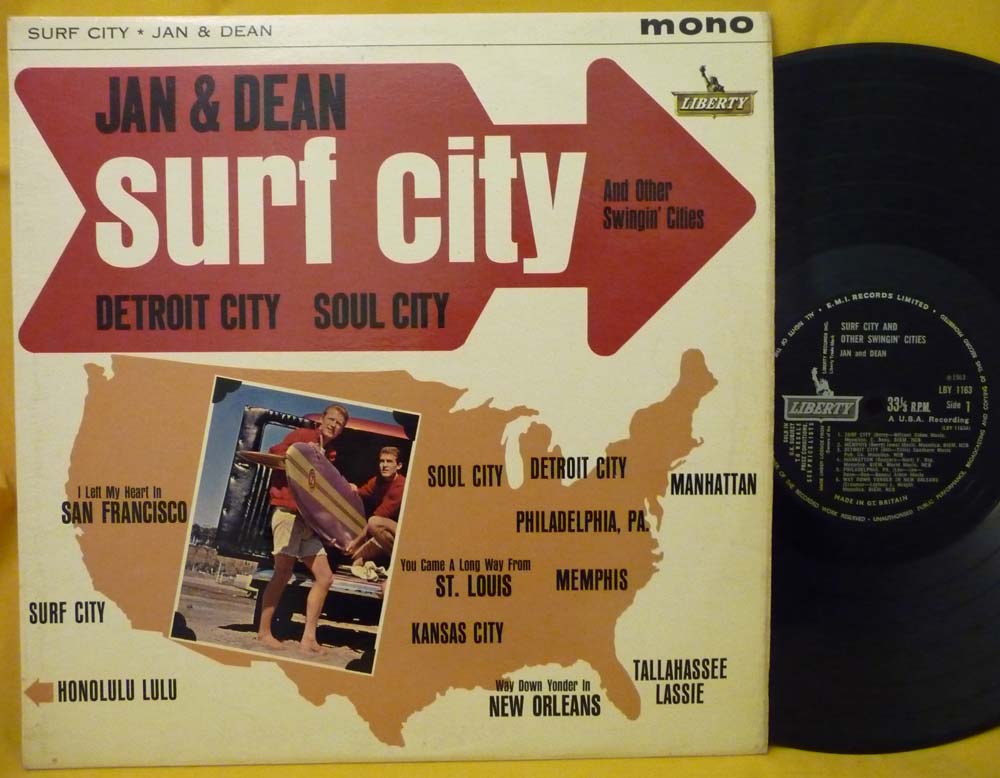 SURF CITY ★ JAN & DEAN
mono
JAN & DEAN
LIBERTY
surf city
And Other
Swingin' Cities
DETROIT CITY SOUL CITY
SOUL CITY
DETROIT CITY
MANHATTAN
I Left My Heart In
SAN FRANCISCO
PHILADELPHIA, PA.
You Came A Long Way From
ST. LOUIS
MEMPHIS
SURF CITY
KANSAS CITY
TALLAHASSEE
LASSIE
HONOLULU LULU
Way Down Yonder In
NEW ORLEANS
E.M.I. RECORDS LIMITED
SURF CITY AND
OTHER SWINGIN' CITIES
JAN and DEAN
℗1963
LBY 1163
LIBERTY
33⅓ R.P.M.
Side 1
A U.S.A. Recording
MADE IN GT. BRITAIN